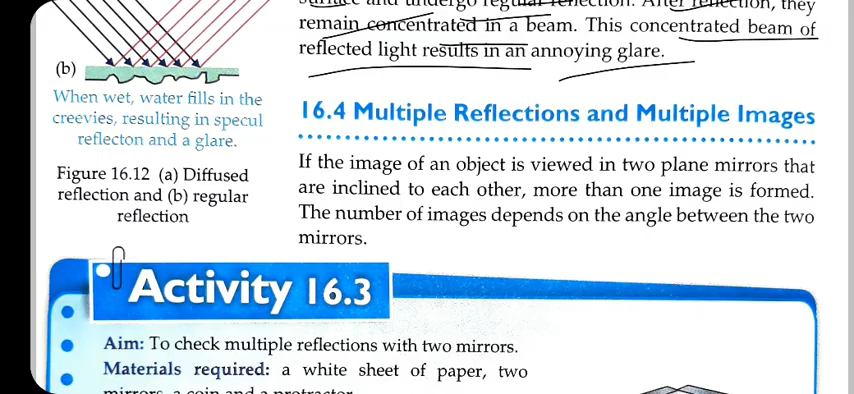 surface and undergo regular reflection. After reflection, they
remain concentrated in a beam. This concentrated beam of
reflected light results in an annoying glare.
(b)
When wet, water fills in the
creevies, resulting in specul
reflecton and a glare.
Figure 16.12 (a) Diffused
reflection and (b) regular
reflection
16.4 Multiple Reflections and Multiple Images
If the image of an object is viewed in two plane mirrors that
are inclined to each other, more than one image is formed.
The number of images depends on the angle between the two
mirrors.
Activity 16.3
Aim: To check multiple reflections with two mirrors.
Materials required: a white sheet of paper, two
mirrors, a coin and a protractor